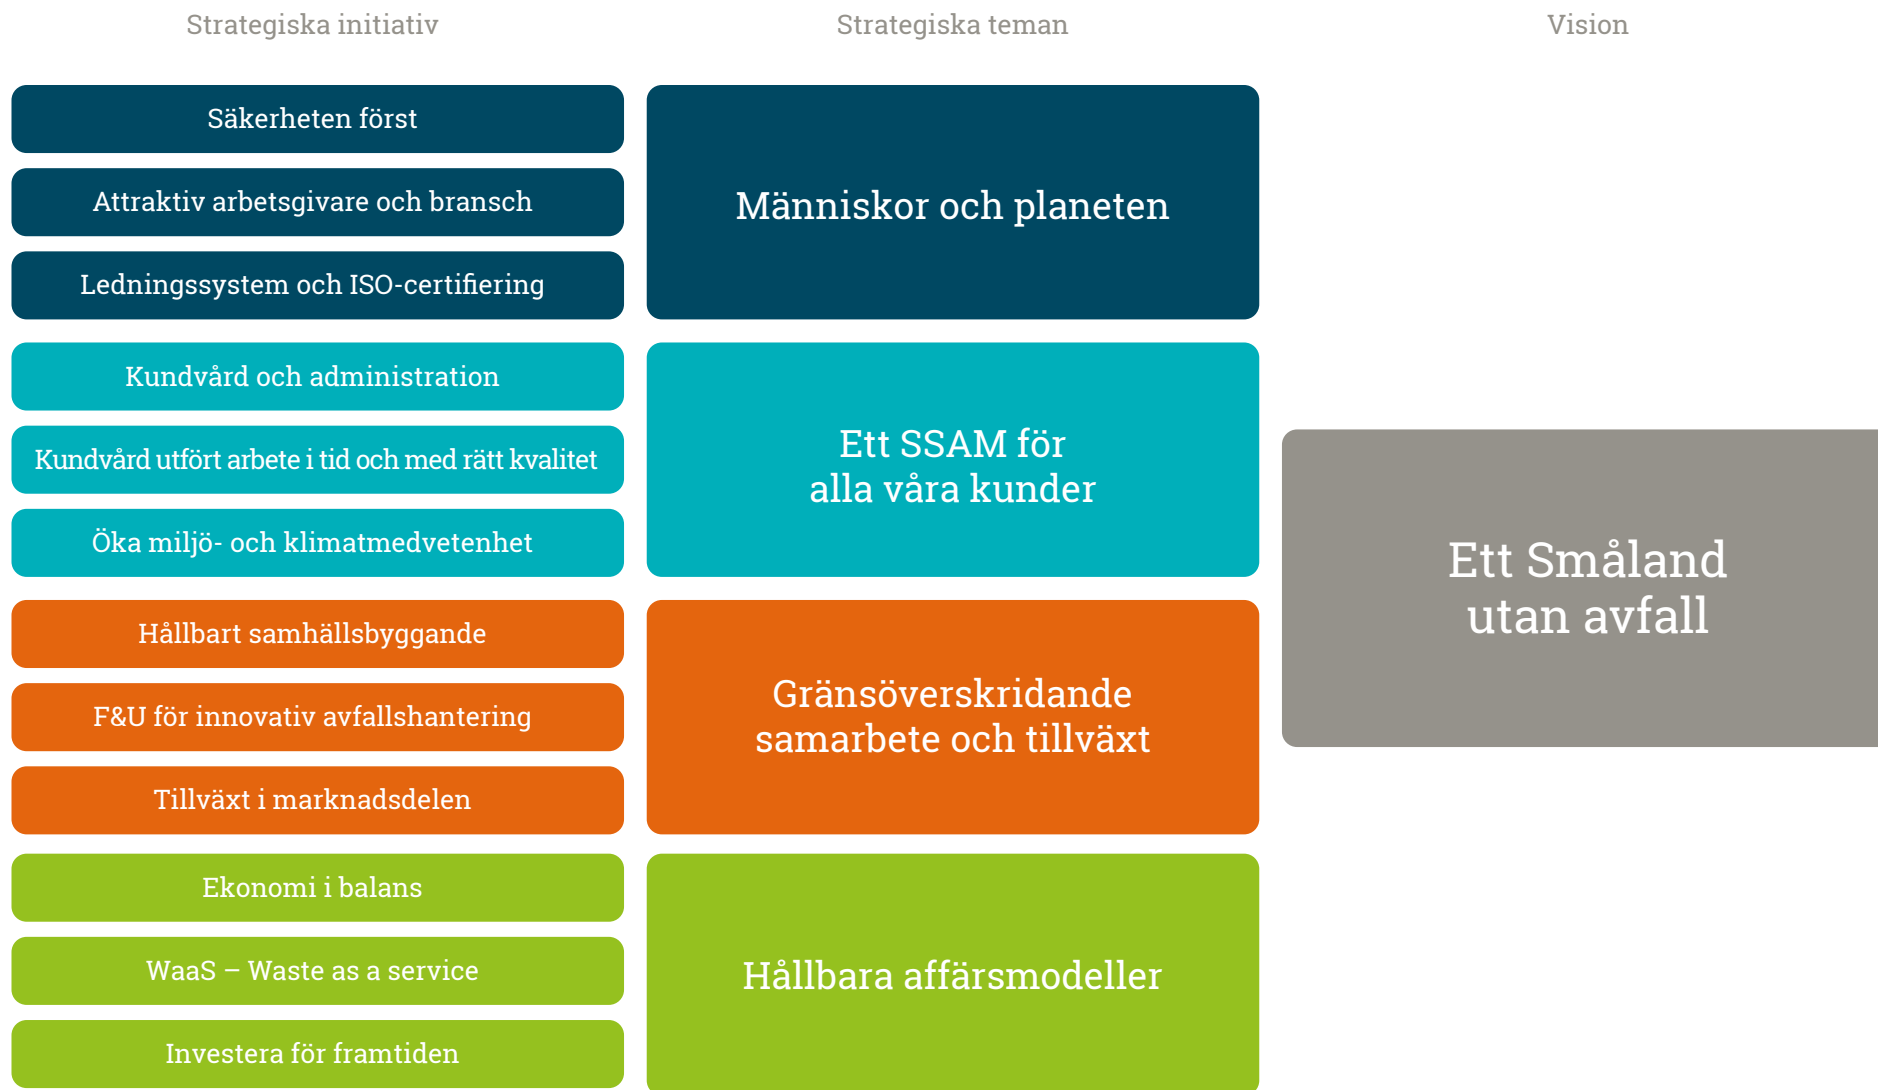 Strategiska initiativ
Strategiska teman
Vision
Säkerheten först
Attraktiv arbetsgivare och bransch
Ledningssystem och ISO-certifiering
Människor och planeten
Kundvård och administration
Kundvård utfört arbete i tid och med rätt kvalitet
Öka miljö- och klimatmedvetenhet
Ett SSAM för
alla våra kunder
Hållbart samhällsbyggande
F&U för innovativ avfallshantering
Tillväxt i marknadsdelen
Gränsöverskridande
samarbete och tillväxt
Ekonomi i balans
WaaS – Waste as a service
Investera för framtiden
Hållbara affärsmodeller
Ett Småland
utan avfall